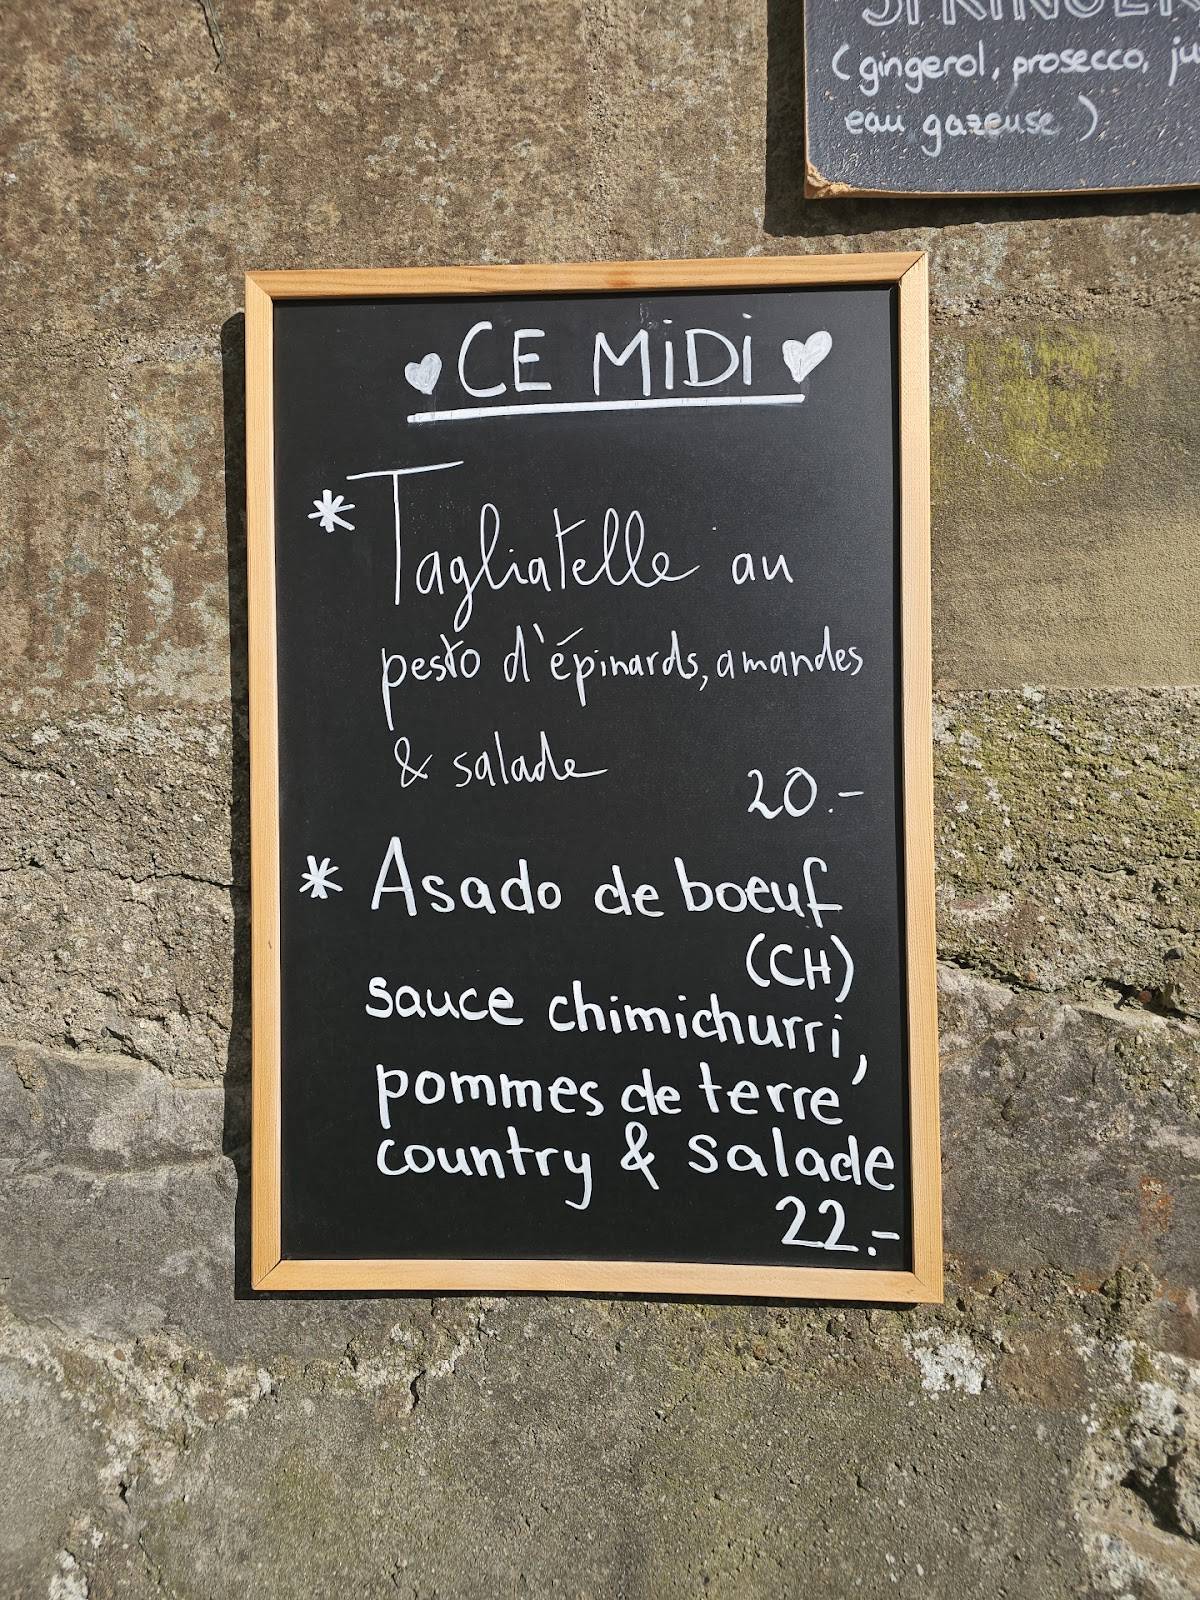 (gingerol, prosecco,
eau gazeuse)
CE MiDi
* Tagliatelle au
pesto d'épinards, amandes
& salade
20.-
* Asado de boeuf
(CH)
sauce chimichurri,
pommes de terre
country & salade
22.-